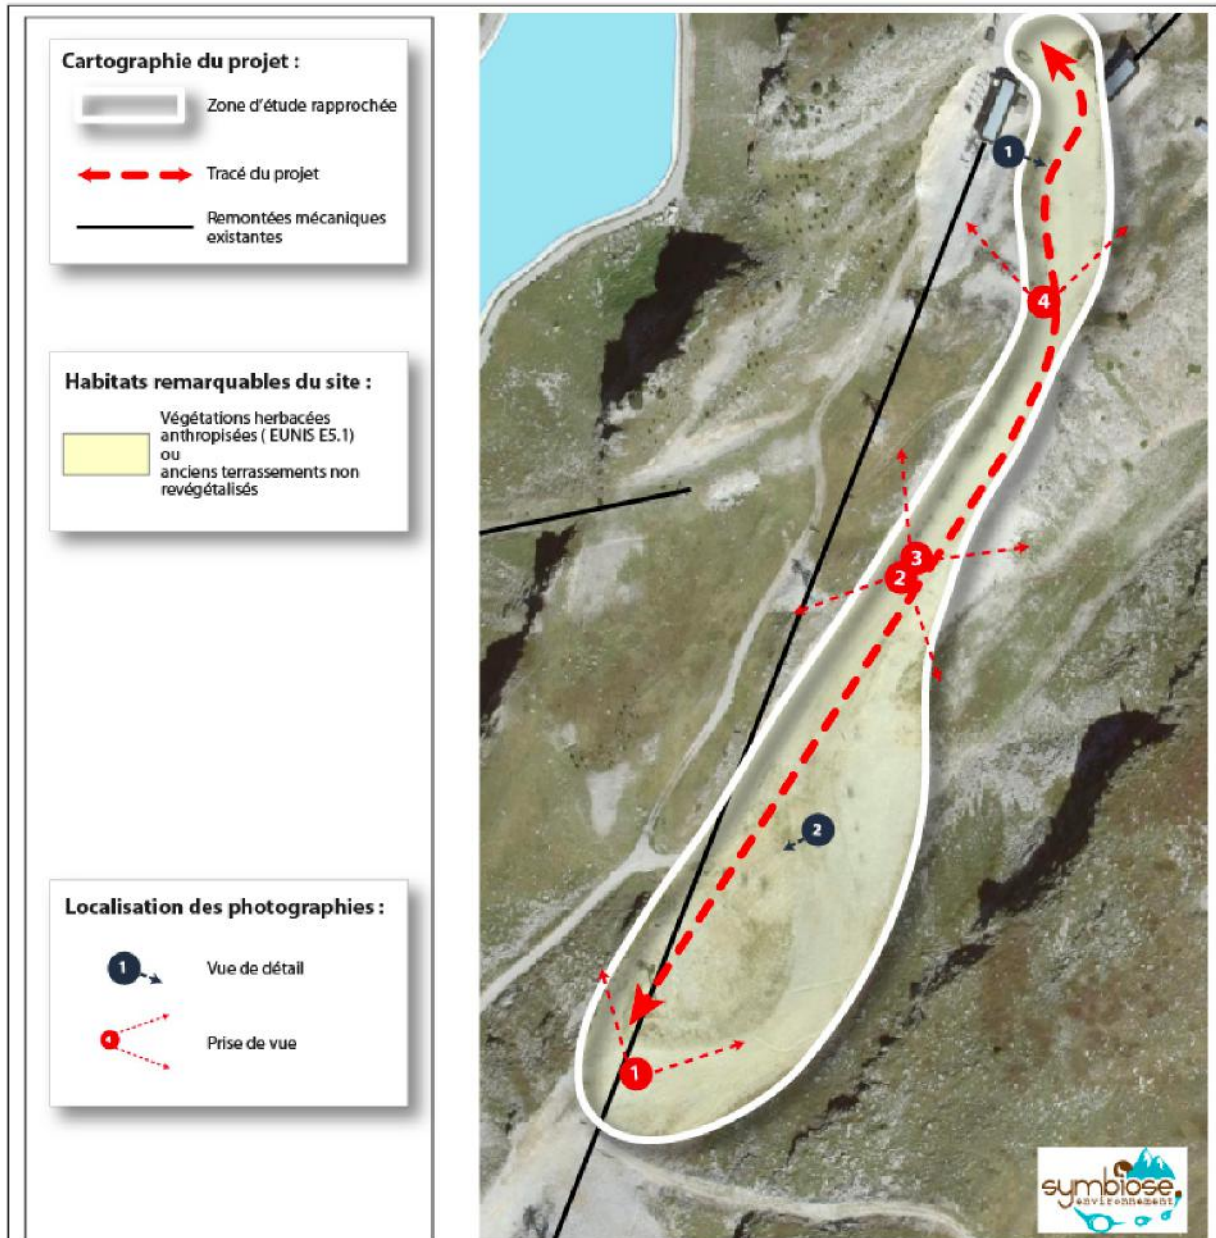 Cartographie du projet :
Zone d'étude rapprochée
Tracé du projet
Remontées mécaniques
existantes
Habitats remarquables du site :
Végétations herbacées
anthropisées ( EUNIS E5.1)
ou
anciens terrassements non
revégétalisés
Localisation des photographies :
1
Vue de détail
4
Prise de vue
1
4
3
2
2
1
symbiose
environnement